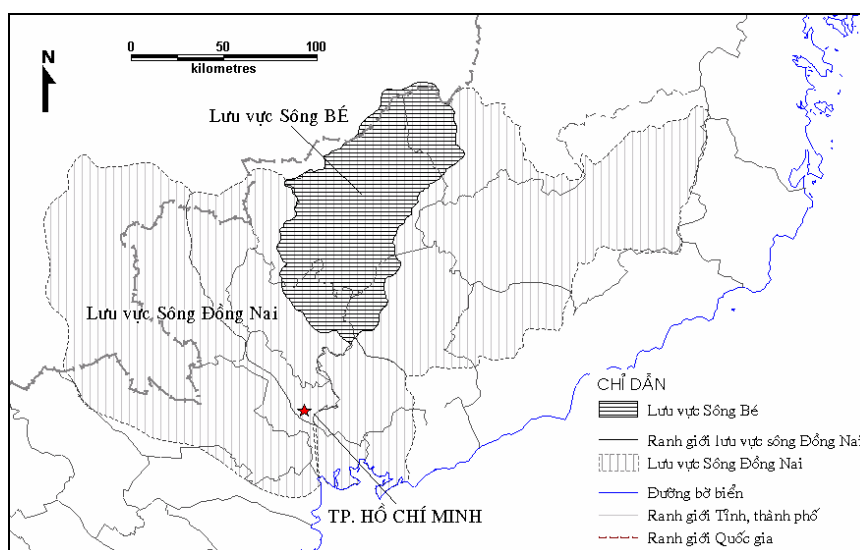 0 50 100
kilometres
N
Lưu vực Sông BÉ
Lưu vực Sông Đồng Nai
TP. HỒ CHÍ MINH
CHỈ DẪN
Lưu vực Sông Bé
Ranh giới lưu vực sông Đồng Nai
Lưu vực Sông Đồng Nai
Đường bờ biển
Ranh giới Tỉnh, thành phố
Ranh giới Quốc gia